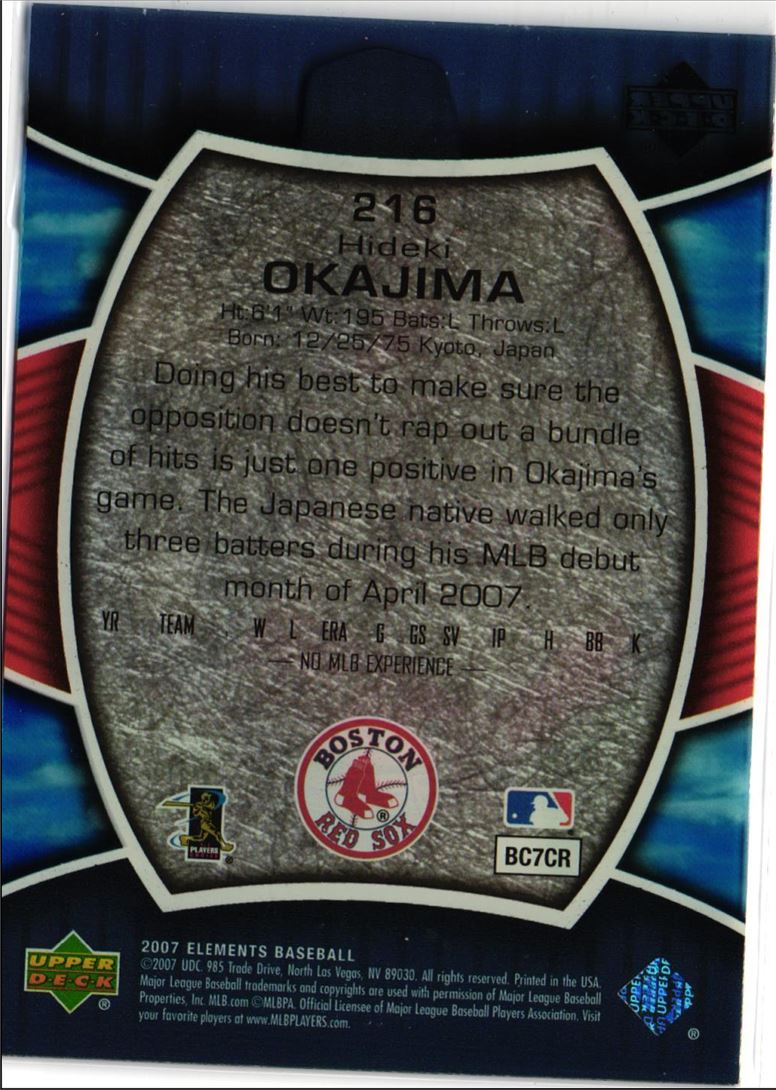 216
Hideki
OKAJIMA
Ht:6'1" Wt:195 Bats:L Throws:L
Born: 12/25/75 Kyoto, Japan
Doing his best to make sure the
opposition doesn't rap out a bundle
of hits is just one positive in Okajima's
game. The Japanese native walked only
three batters during his MLB debut
month of April 2007.
YR TEAM W L ERA G GS SV IP H BB K
— NO MLB EXPERIENCE —
BOSTON
RED SOX
®
PLAYERS
CHOICE
®
BC7CR
UPPER
D·E·C·K
®
2007 ELEMENTS BASEBALL
©2007 UDC. 985 Trade Drive, North Las Vegas, NV 89030. All rights reserved. Printed in the USA.
Major League Baseball trademarks and copyrights are used with permission of Major League Baseball
Properties, Inc. MLB.com ©MLBPA. Official Licensee of Major League Baseball Players Association. Visit
your favorite players at www.MLBPLAYERS.com.
®